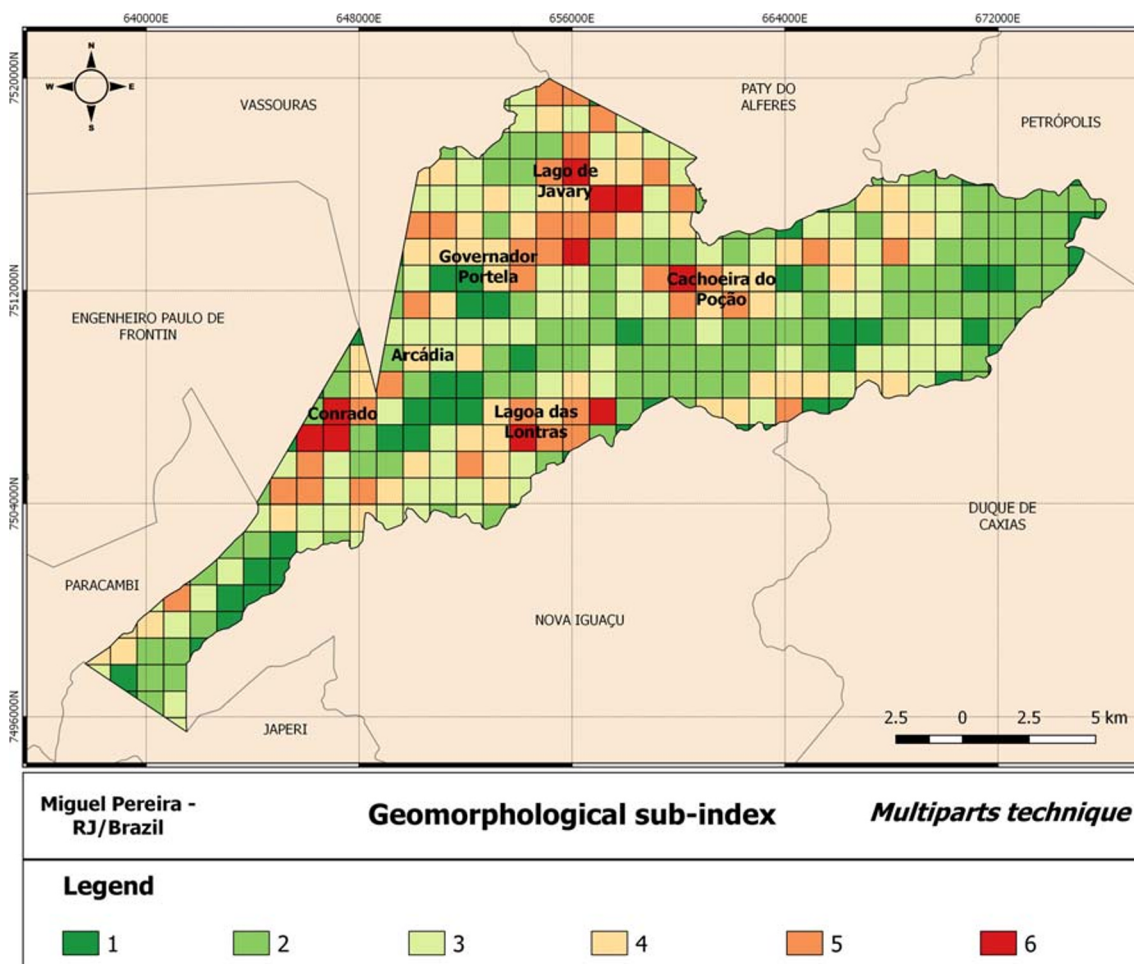 640000E 648000E 656000E 664000E 672000E
7520000N
7512000N
7504000N
7496000N
N
W E
S
VASSOURAS
PATY DO
ALFERES
PETRÓPOLIS
Lago de
Javary
Governador
Portela
Cachoeira do
Poção
ENGENHEIRO PAULO DE
FRONTIN
Arcádia
Conrado
Lagoa das
Lontras
DUQUE DE
CAXIAS
PARACAMBI
NOVA IGUAÇU
JAPERI
2.5 0 2.5 5 km
Miguel Pereira -
RJ/Brazil
Geomorphological sub-index
Multiparts technique
Legend
1 2 3 4 5 6